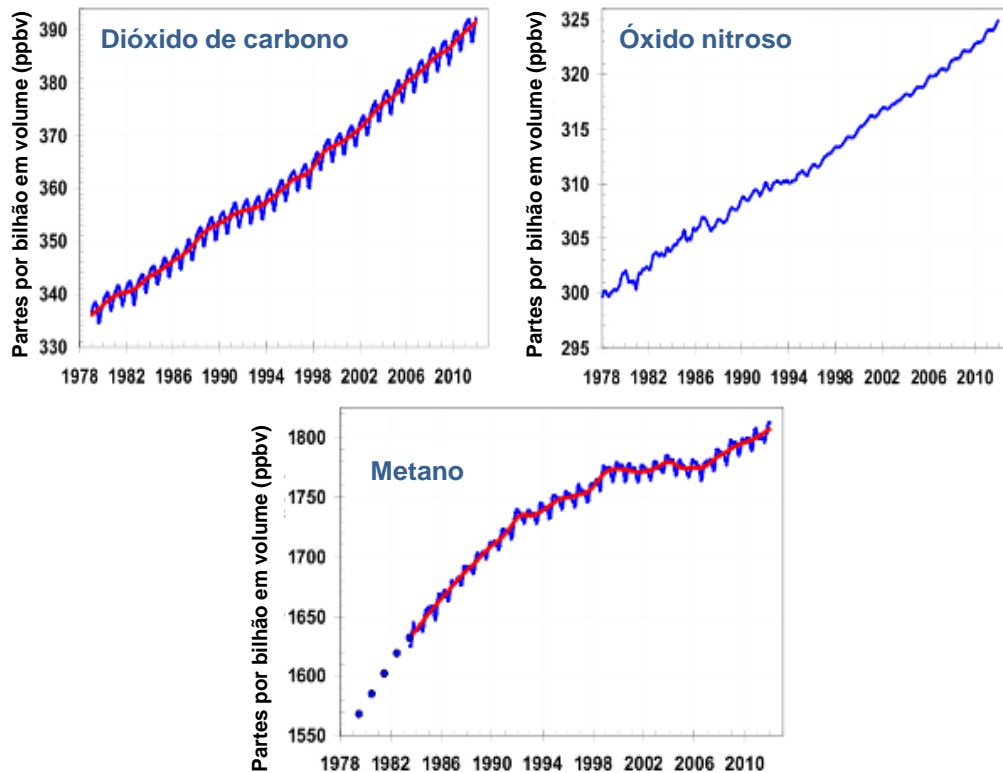 Dióxido de carbono
Partes por bilhão em volume (ppbv)
390
380
370
360
350
340
330
1978 1982 1986 1990 1994 1998 2002 2006 2010
Óxido nitroso
Partes por bilhão em volume (ppbv)
325
320
315
310
305
300
295
1978 1982 1986 1990 1994 1998 2002 2006 2010
Metano
Partes por bilhão em volume (ppbv)
1800
1750
1700
1650
1600
1550
1978 1982 1986 1990 1994 1998 2002 2006 2010